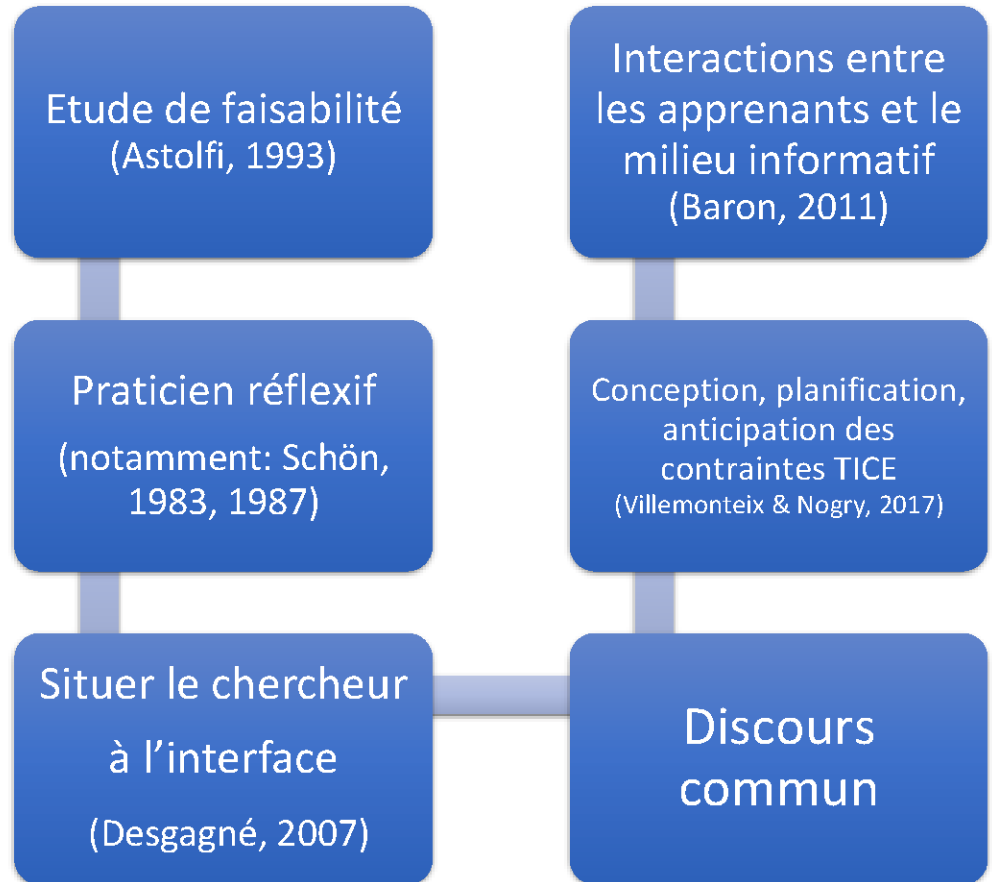 Etude de faisabilité
(Astolfi, 1993)
Praticien réflexif
(notamment: Schön,
1983, 1987)
Situer le chercheur
à l’interface
(Desgagné, 2007)
Discours
commun
Conception, planification,
anticipation des
contraintes TICE
(Villemonteix & Nogry, 2017)
Interactions entre
les apprenants et le
milieu informatif
(Baron, 2011)